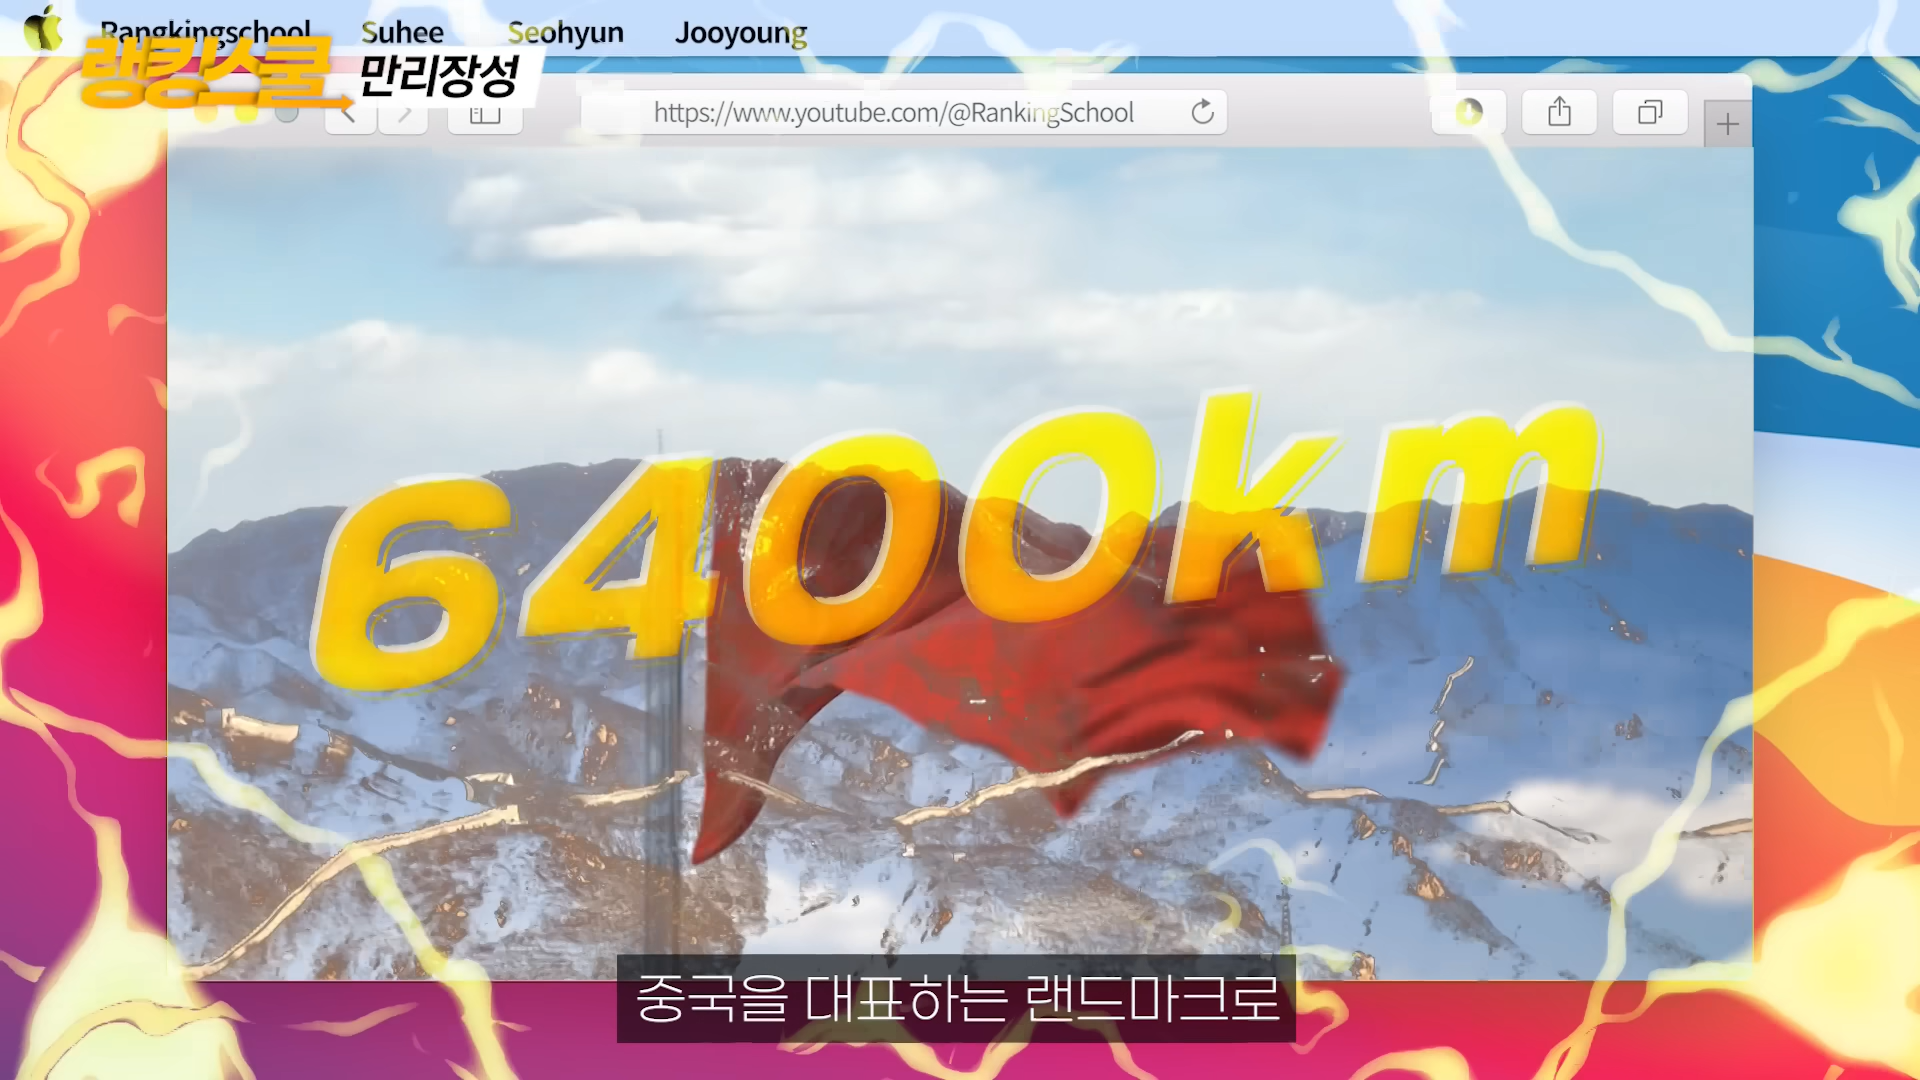 Rangkingschool Suhee Seohyun Jooyoung
랭킹스쿨 만리장성
https://www.youtube.com/@RankingSchool
6400km
중국을 대표하는 랜드마크로